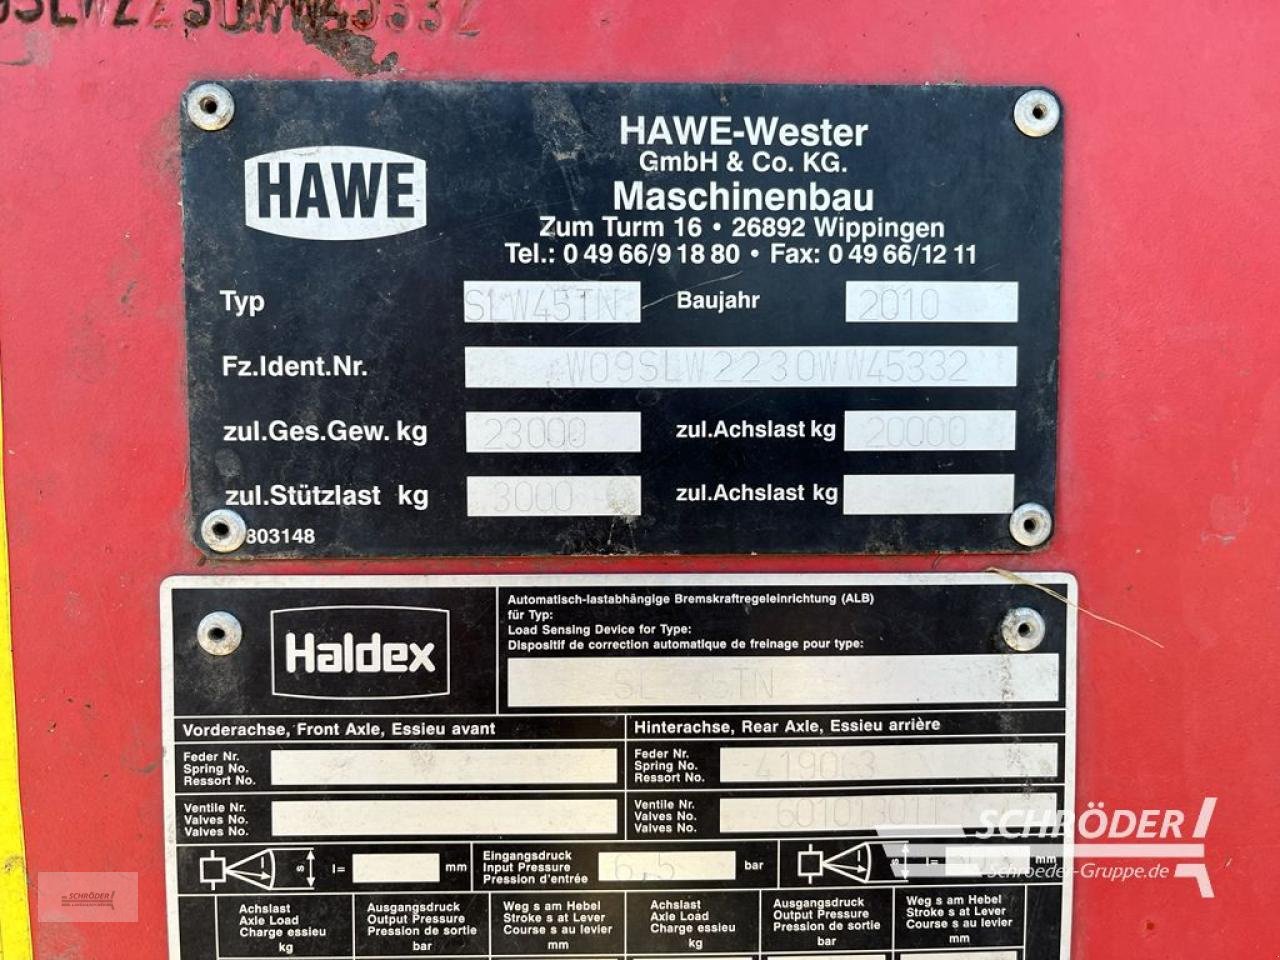 HAWE
HAWE-Wester
GmbH & Co. KG.
Maschinenbau
Zum Turm 16 • 26892 Wippingen
Tel.: 0 49 66/9 18 80 • Fax: 0 49 66/12 11
Typ SLW45TN Baujahr 2010
Fz.Ident.Nr. W09SLW2230WW45332
zul.Ges.Gew. kg 23000 zul.Achslast kg 20000
zul.Stützlast kg 3000 zul.Achslast kg
803148
Haldex
Automatisch-lastabhängige Bremskraftregeleinrichtung (ALB)
für Typ:
Load Sensing Device for Type:
Dispositif de correction automatique de freinage pour type:
Vorderachse, Front Axle, Essieu avant
Hinterachse, Rear Axle, Essieu arrière
Feder Nr.
Spring No.
Ressort No.
Feder Nr.
Spring No.
Ressort No.
Ventile Nr.
Valves No.
Valves No.
Ventile Nr.
Valves No.
Valves No.
s l= mm
Eingangsdruck
Input Pressure
Pression d'entrée
6,5 bar
s l= mm
Achslast
Axle Load
Charge essieu
kg
Ausgangsdruck
Output Pressure
Pression de sortie
bar
Weg s am Hebel
Stroke s at Lever
Course s au levier
mm
Achslast
Axle Load
Charge essieu
kg
Ausgangsdruck
Output Pressure
Pression de sortie
bar
Weg s am Hebel
Stroke s at Lever
Course s au levier
mm
SCHRÖDER
Schroeder-Gruppe.de
SCHRÖDER